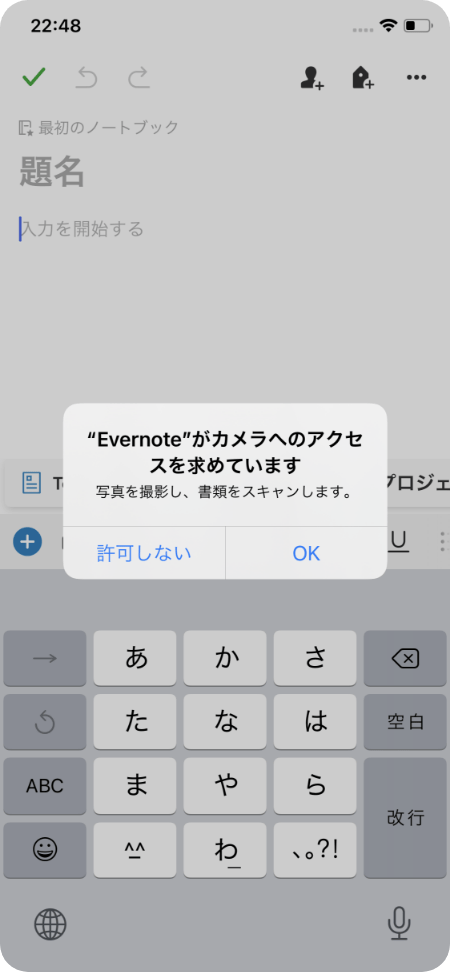 22:48
最初のノートブック
題名
入力を開始する
“Evernote”がカメラへのアクセ
スを求めています
写真を撮影し、書類をスキャンします。
プロジェ
許可しない OK
U
あ か さ
た な は 空白
ABC ま や ら
改行
^_^ わ_ 、。?!